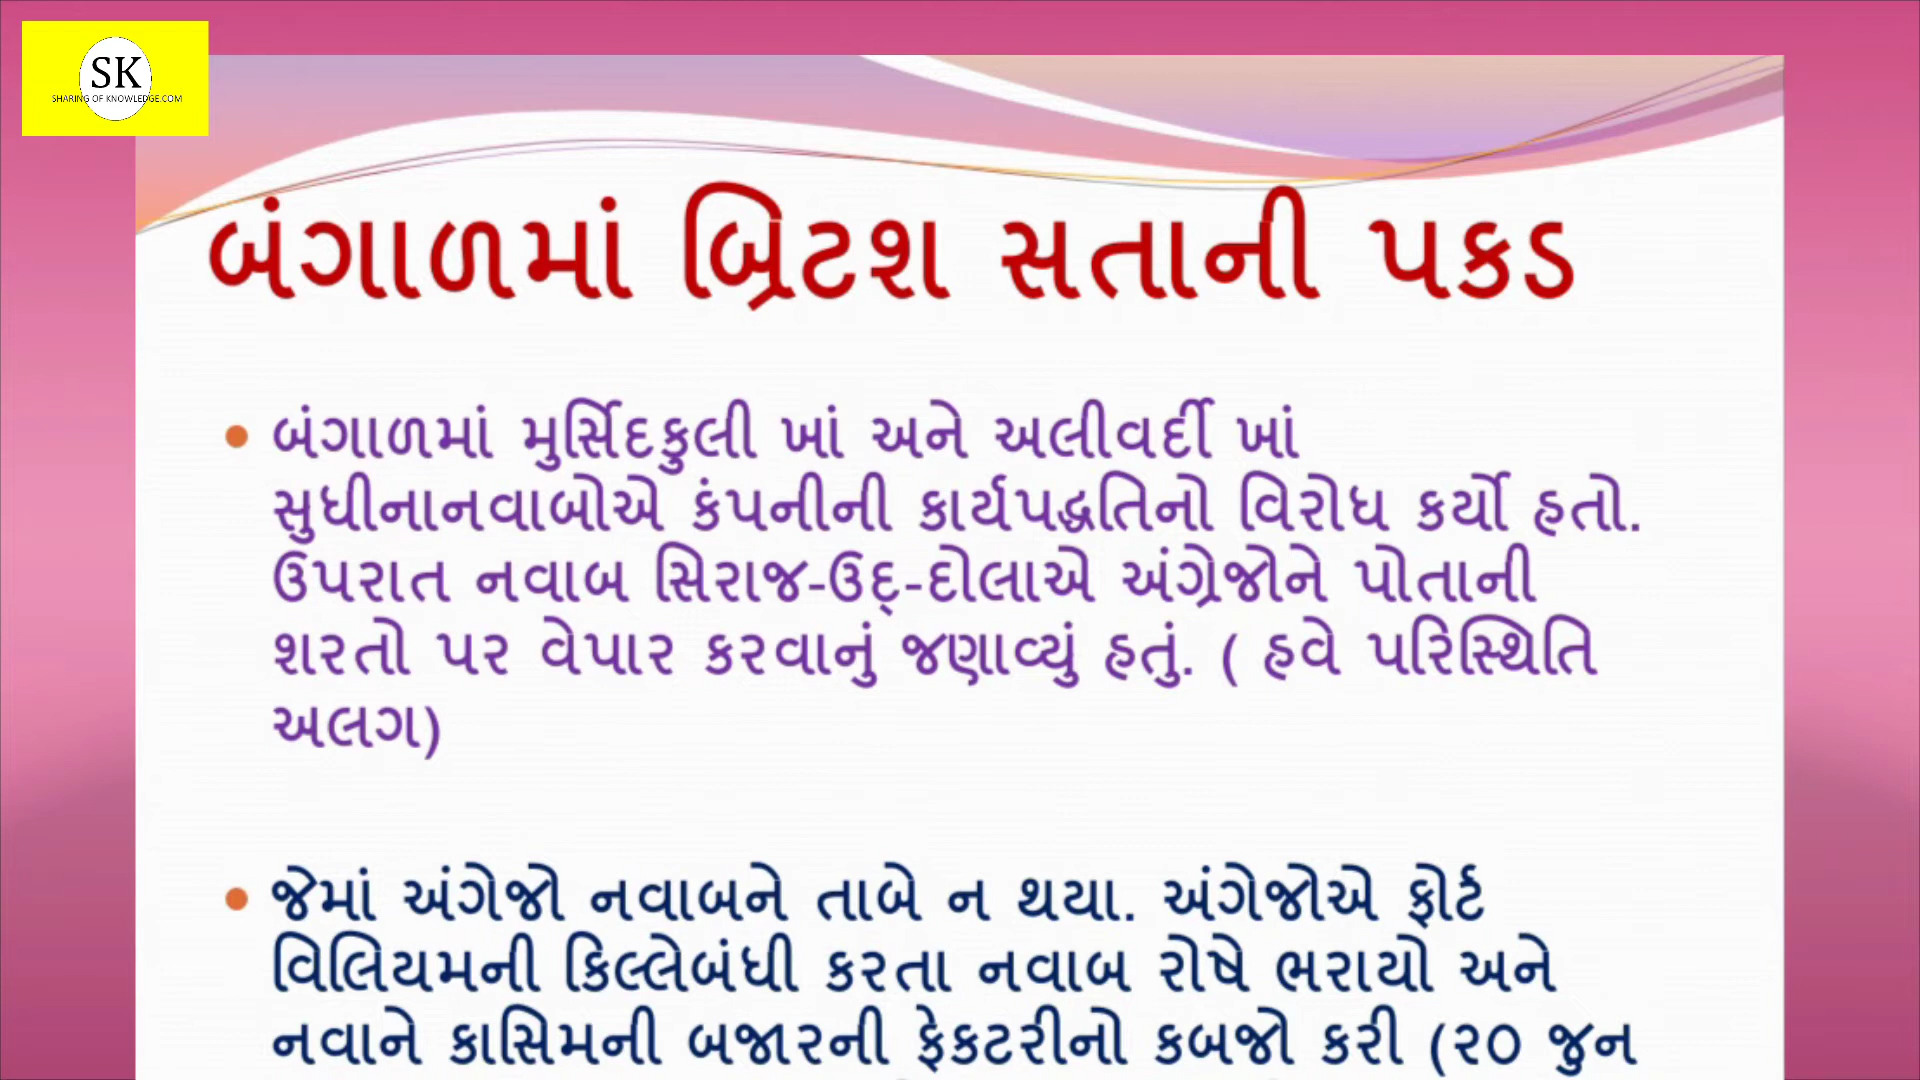 SK
SHARING OF KNOWLEDGE.COM
બંગાળમાં બ્રિટશ સતાની પકડ
• બંગાળમાં મુર્સિદકુલી ખાં અને અલીવર્દી ખાં
સુધીનાનવાબોએ કંપનીની કાર્યપદ્ધતિનો વિરોધ કર્યો હતો.
ઉપરાત નવાબ સિરાજ-ઉદ્-દોલાએ અંગ્રેજોને પોતાની
શરતો પર વેપાર કરવાનું જણાવ્યું હતું. ( હવે પરિસ્થિતિ
અલગ)
• જેમાં અંગેજો નવાબને તાબે ન થયા. અંગેજોએ ફોર્ટ
વિલિયમની કિલ્લેબંધી કરતા નવાબ રોષે ભરાયો અને
નવાને કાસિમની બજારની ફેકટરીનો કબજો કરી (૨૦ જુન